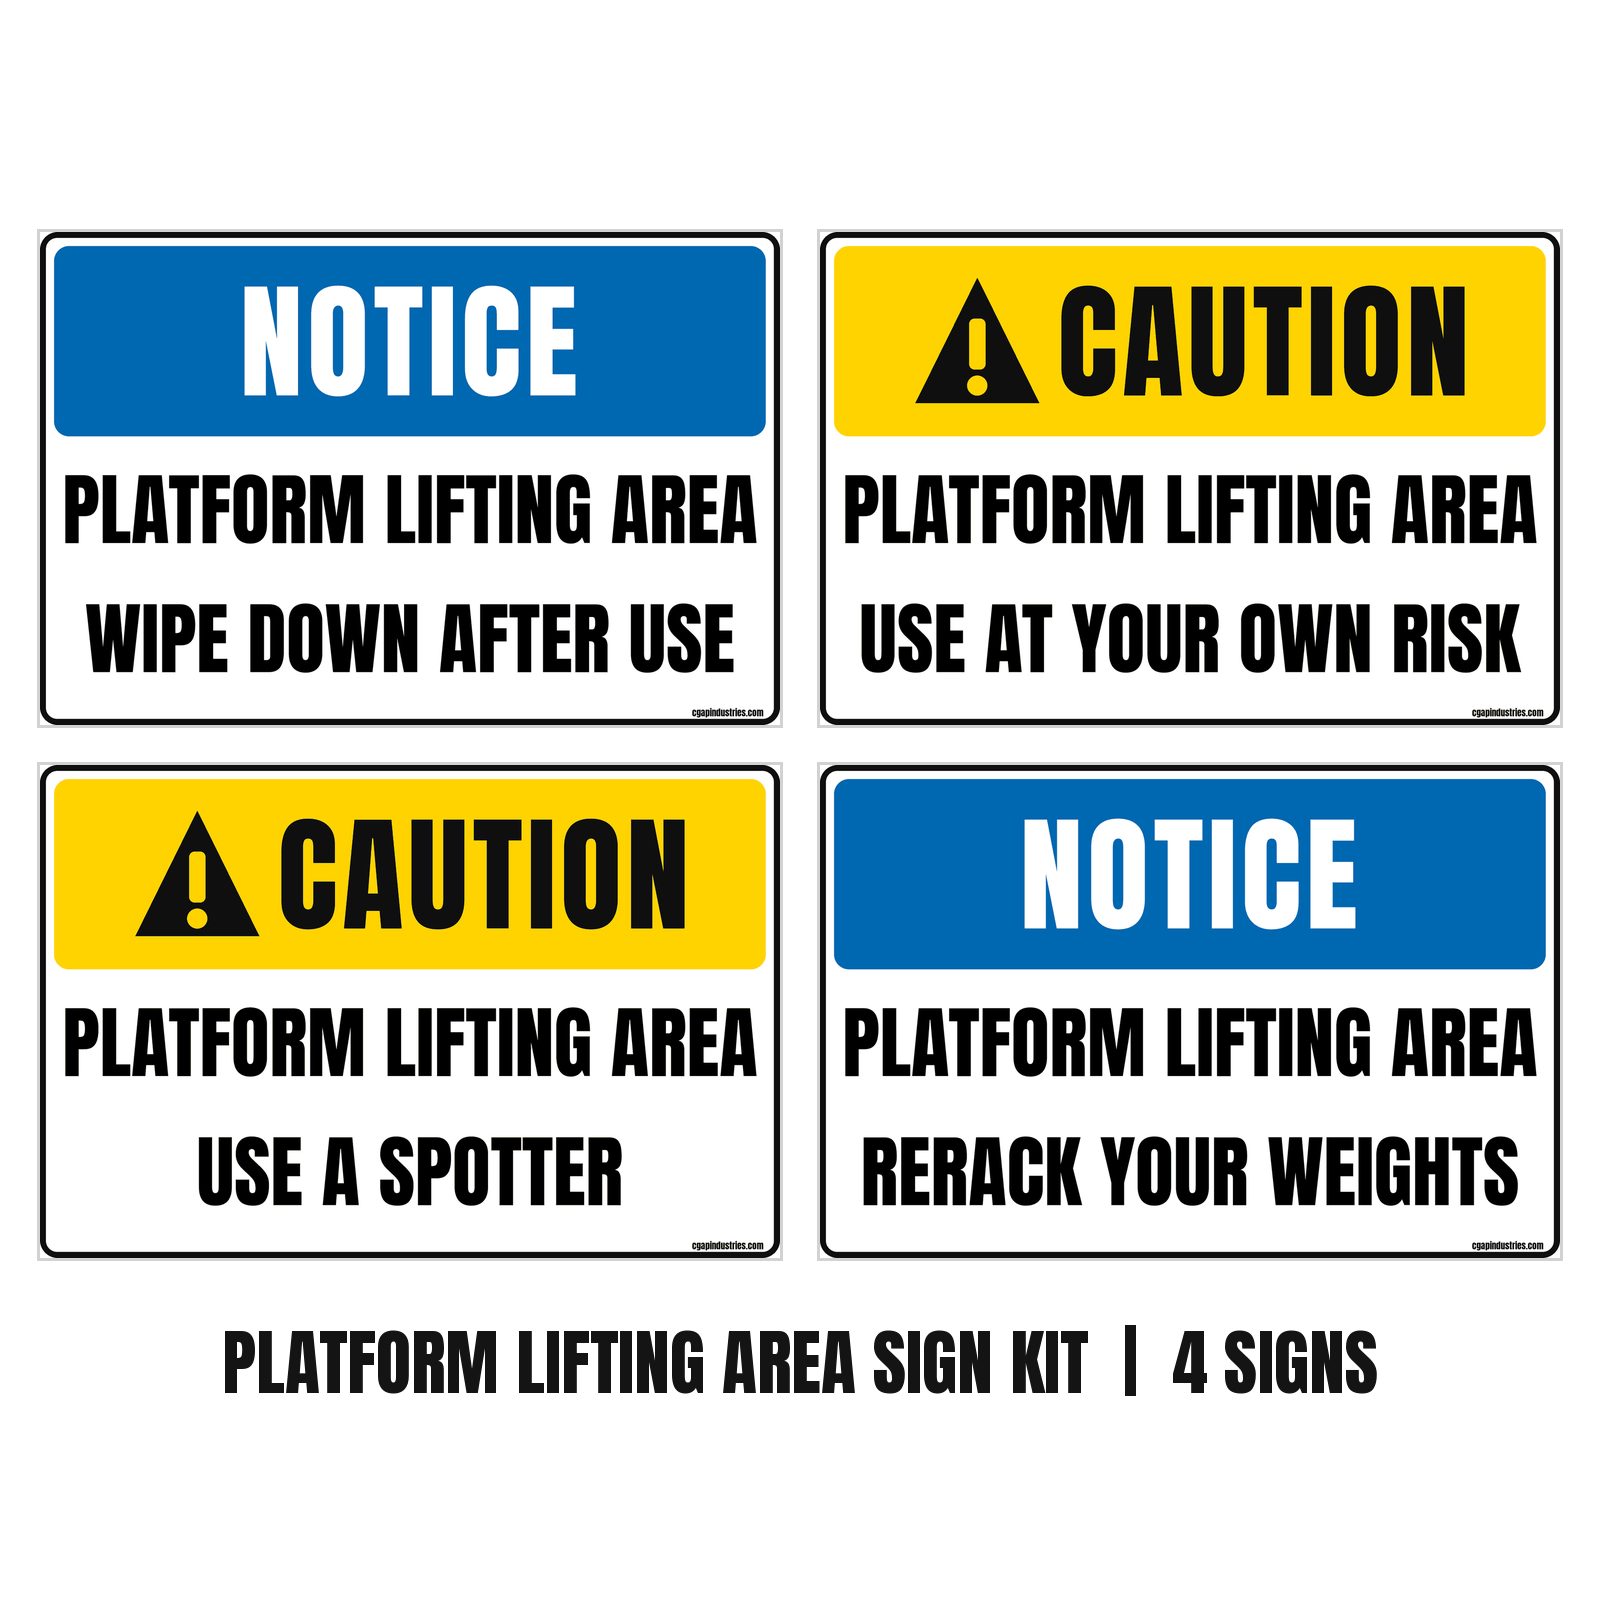 NOTICE
PLATFORM LIFTING AREA
WIPE DOWN AFTER USE
cgapindustries.com
CAUTION
PLATFORM LIFTING AREA
USE AT YOUR OWN RISK
cgapindustries.com
CAUTION
PLATFORM LIFTING AREA
USE A SPOTTER
cgapindustries.com
NOTICE
PLATFORM LIFTING AREA
RERACK YOUR WEIGHTS
cgapindustries.com
PLATFORM LIFTING AREA SIGN KIT | 4 SIGNS